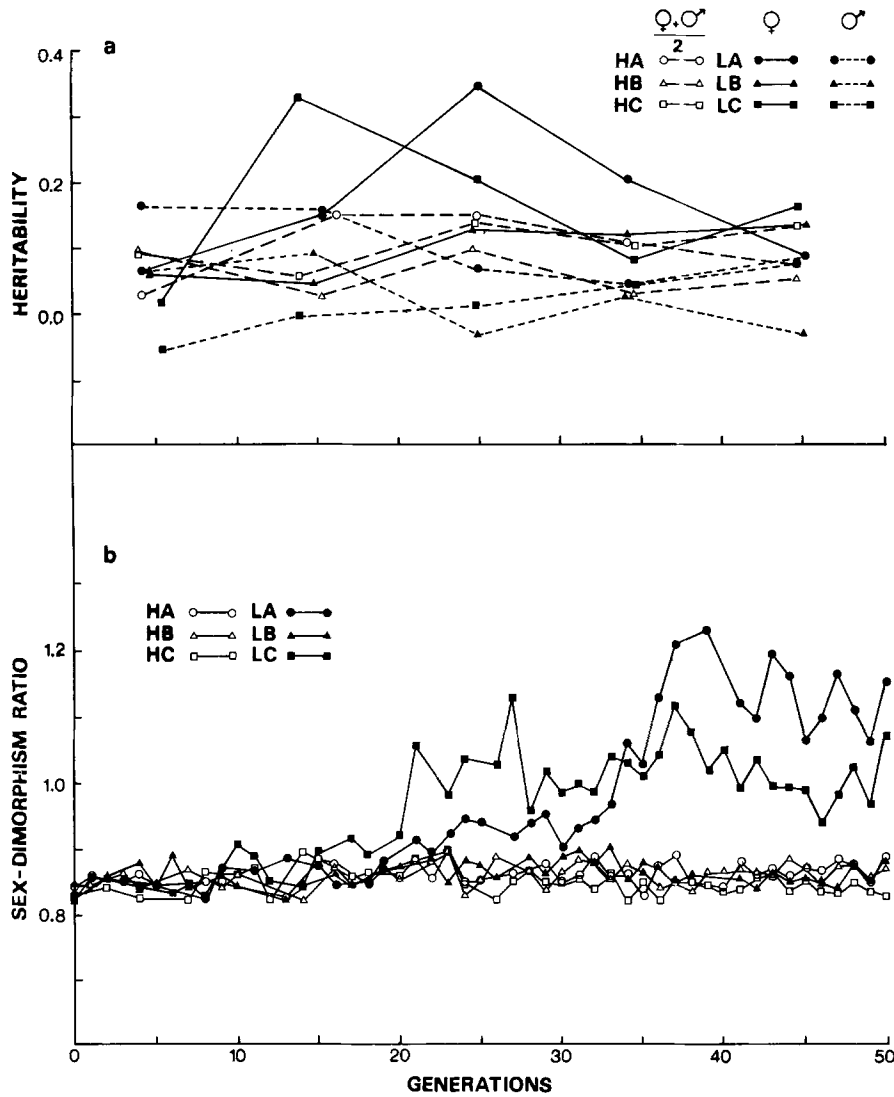 a
♀+♂
2
♀
♂
HA LA
HB LB
HC LC
HERITABILITY
0.4
0.2
0.0
b
HA LA
HB LB
HC LC
SEX-DIMORPHISM RATIO
1.2
1.0
0.8
0 10 20 30 40 50
GENERATIONS